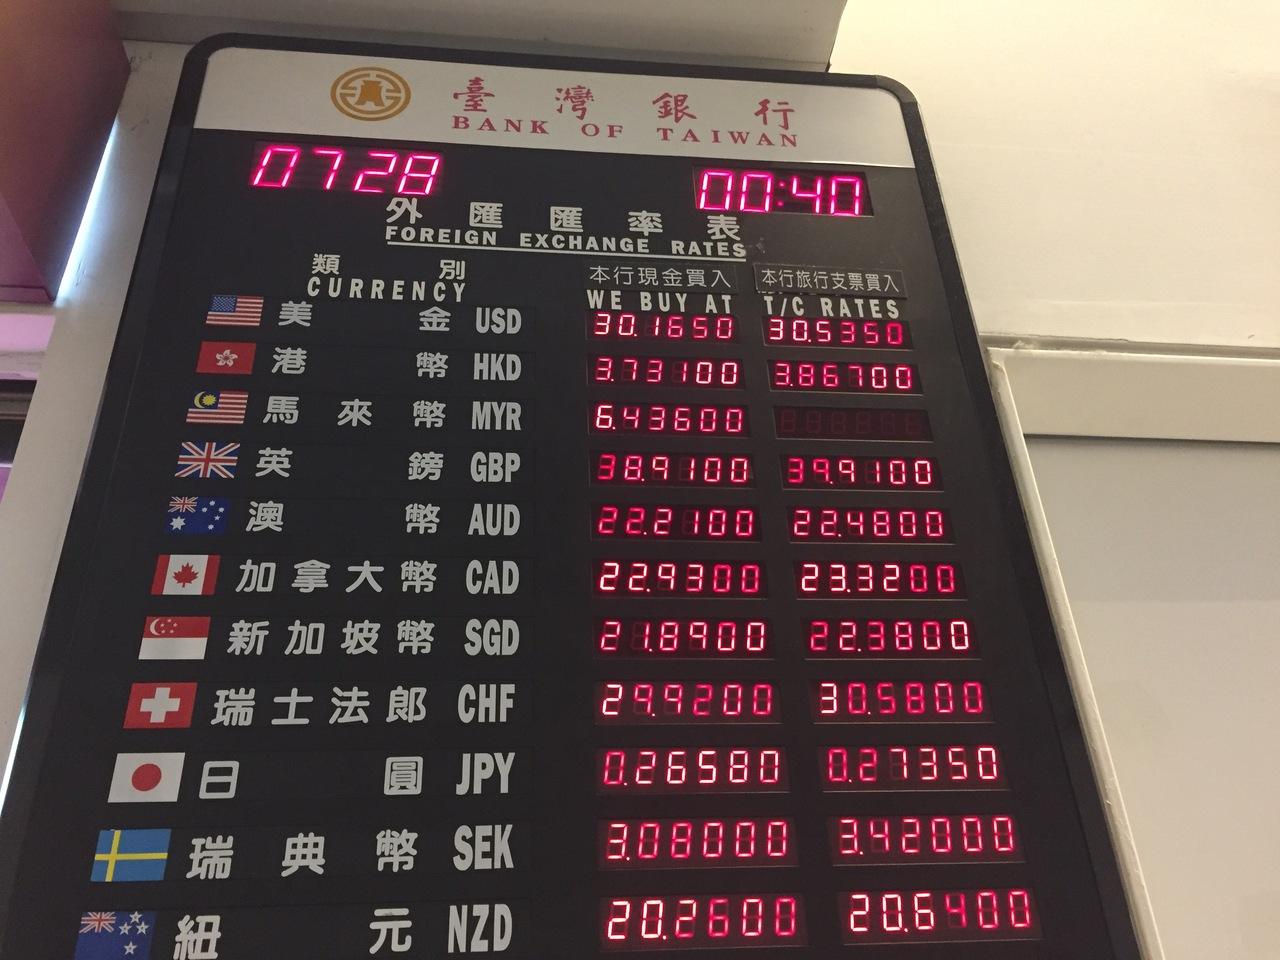 臺灣銀行
BANK OF TAIWAN
0728 00:40
外匯匯率表
FOREIGN EXCHANGE RATES
類別 本行現金買入 本行旅行支票買入
CURRENCY WE BUY AT T/C RATES
美金 USD 30.1650 30.5350
港幣 HKD 3.73100 3.86700
馬來幣 MYR 6.43600
英鎊 GBP 38.9100 39.9100
澳幣 AUD 22.2100 22.4800
加拿大幣 CAD 22.9300 23.3200
新加坡幣 SGD 21.8900 22.3800
瑞士法郎 CHF 29.9200 30.5800
日圓 JPY 0.26580 0.27350
瑞典幣 SEK 3.08000 3.42000
紐元 NZD 20.2600 20.6400